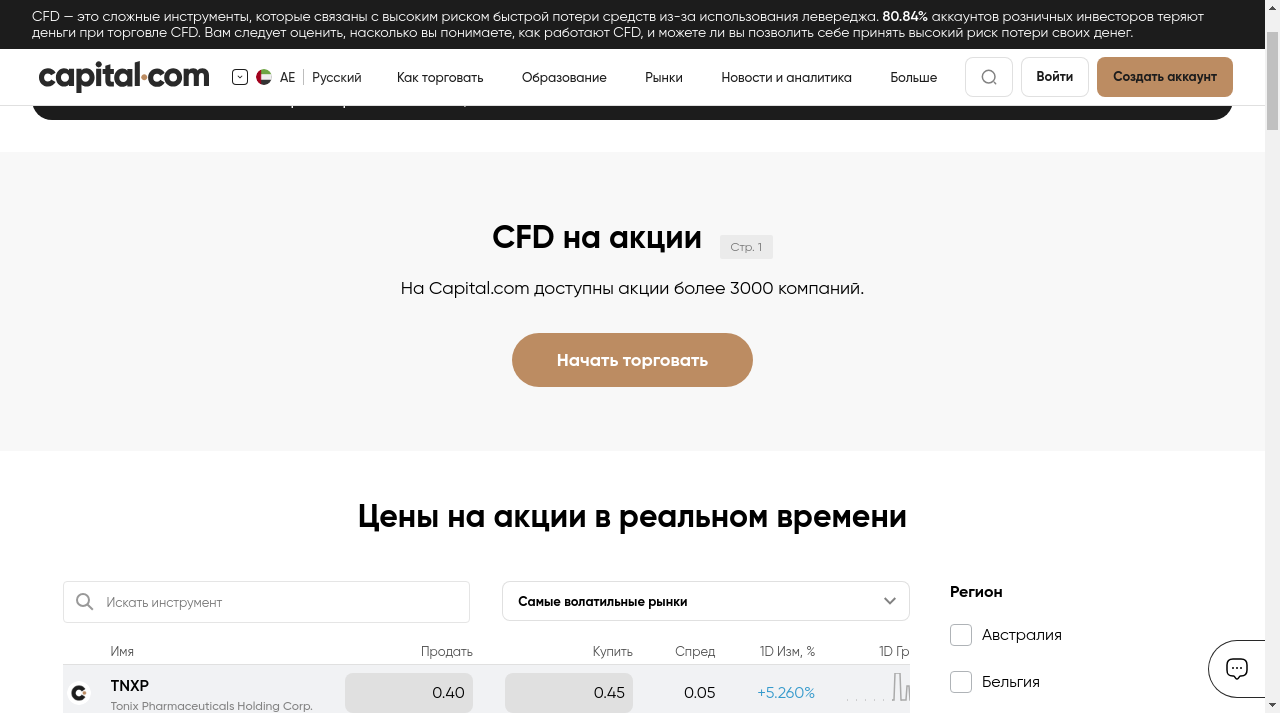 CFD — это сложные инструменты, которые связаны с высоким риском быстрой потери средств из-за использования левереджа. 80.84% аккаунтов розничных инвесторов теряют
деньги при торговле CFD. Вам следует оценить, насколько вы понимаете, как работают CFD, и можете ли вы позволить себе принять высокий риск потери своих денег.
capital.com AE Русский Как торговать Образование Рынки Новости и аналитика Больше Войти Создать аккаунт
CFD на акции Стр. 1
На Capital.com доступны акции более 3000 компаний.
Начать торговать
Цены на акции в реальном времени
Искать инструмент Самые волатильные рынки Регион
Австралия
Имя Продать Купить Спред 1D Изм, % 1D Гр
Бельгия
TNXP 0.40 0.45 0.05 +5.260%
Tonix Pharmaceuticals Holding Corp.